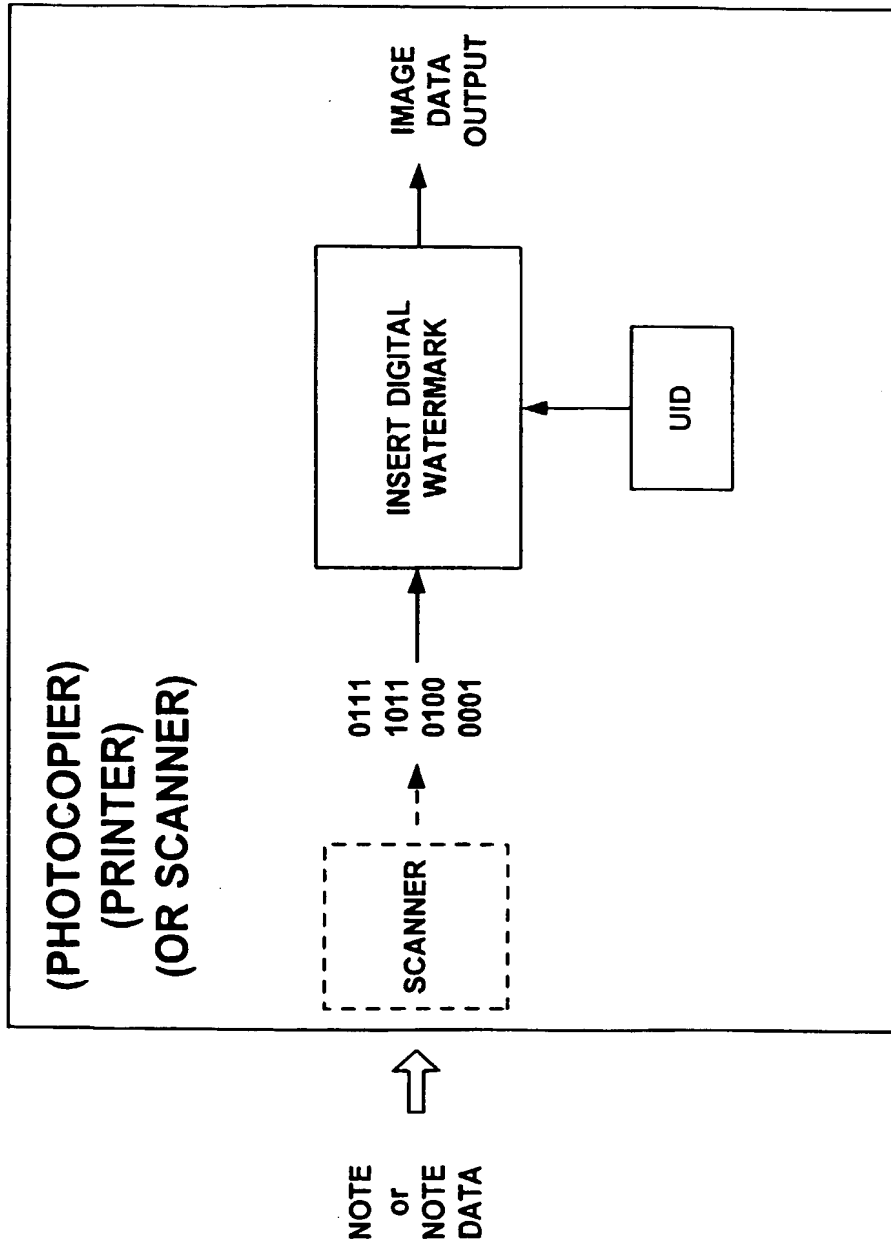 (PHOTOCOPIER)
(PRINTER)
(OR SCANNER)
NOTE
or
NOTE
DATA
SCANNER
0111
1011
0100
0001
INSERT DIGITAL
WATERMARK
UID
IMAGE
DATA
OUTPUT